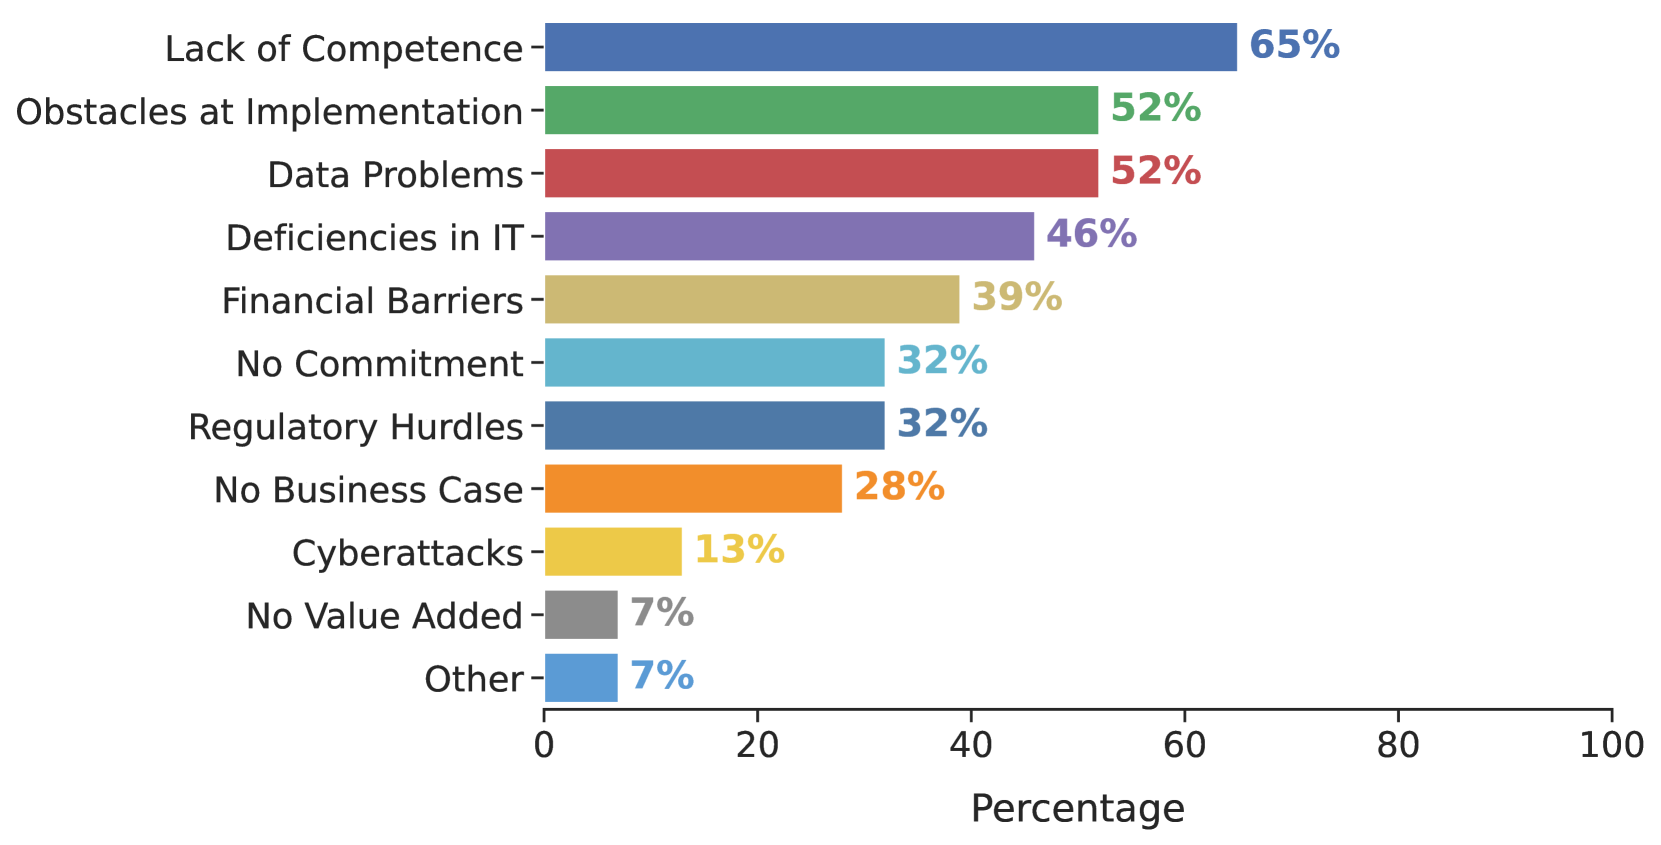 Lack of Competence 65%
Obstacles at Implementation 52%
Data Problems 52%
Deficiencies in IT 46%
Financial Barriers 39%
No Commitment 32%
Regulatory Hurdles 32%
No Business Case 28%
Cyberattacks 13%
No Value Added 7%
Other 7%
0 20 40 60 80 100
Percentage